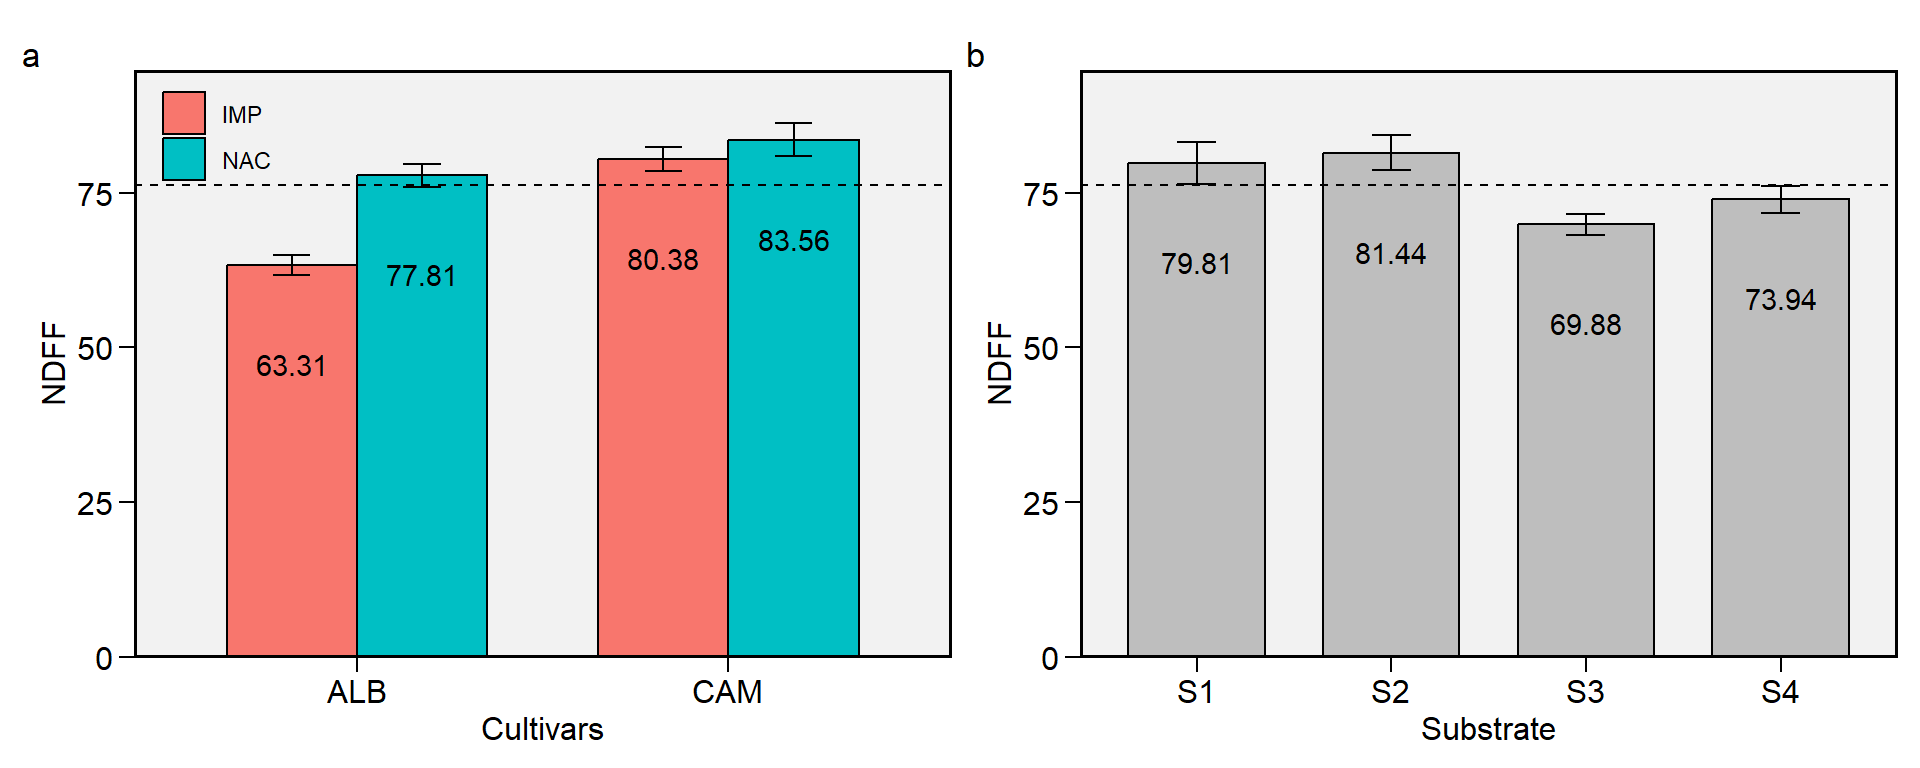 a
IMP
NAC
75
50
25
0
NDFF
63.31
77.81
80.38
83.56
ALB
CAM
Cultivars
b
75
50
25
0
NDFF
79.81
81.44
69.88
73.94
S1
S2
S3
S4
Substrate